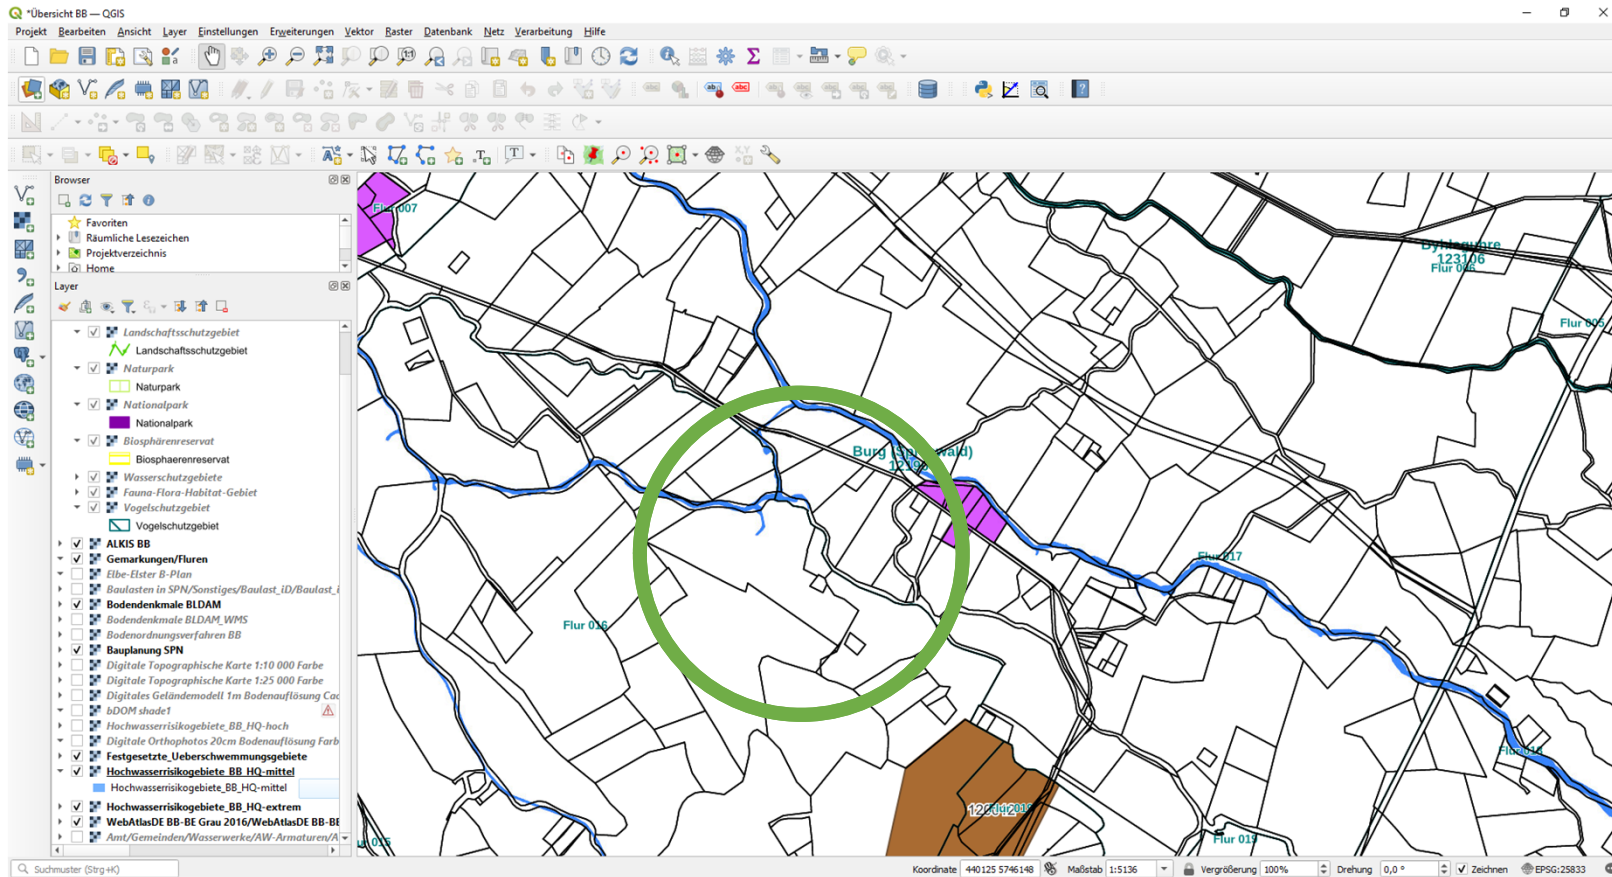 *Übersicht BB — QGIS
Projekt Bearbeiten Ansicht Layer Einstellungen Erweiterungen Vektor Raster Datenbank Netz Verarbeitung Hilfe
Browser
Favoriten
Räumliche Lesezeichen
Projektverzeichnis
Home
Layer
Landschaftsschutzgebiet
Landschaftsschutzgebiet
Naturpark
Naturpark
Nationalpark
Nationalpark
Biosphärenreservat
Biosphaerenreservat
Wasserschutzgebiete
Fauna-Flora-Habitat-Gebiet
Vogelschutzgebiet
Vogelschutzgebiet
ALKIS BB
Gemarkungen/Fluren
Elbe-Elster B-Plan
Baulasten in SPN/Sonstiges/Baulast_iD/Baulast_i
Bodendenkmale BLDAM
Bodendenkmale BLDAM_WMS
Bodenordnungsverfahren BB
Bauplanung SPN
Digitale Topographische Karte 1:10 000 Farbe
Digitale Topographische Karte 1:25 000 Farbe
Digitales Geländemodell 1m Bodenauflösung Cac
bDOM shade1
Hochwasserrisikogebiete_BB_HQ-hoch
Digitale Orthophotos 20cm Bodenauflösung Farb
Festgesetzte_Ueberschwemmungsgebiete
Hochwasserrisikogebiete_BB_HQ-mittel
Hochwasserrisikogebiete_BB_HQ-mittel
Hochwasserrisikogebiete_BB_HQ-extrem
WebAtlasDE BB-BE Grau 2016/WebAtlasDE BB-BE
Amt/Gemeinden/Wasserwerke/AW-Armaturen/A
Flur 007
123106
Flur 006
Flur 005
Burg (Spreewald)
Flur 017
Flur 016
Flur 018
Flur 019
Suchmuster (Strg+K)
Koordinate 440125 5746148 Maßstab 1:5136 Vergrößerung 100% Drehung 0,0 ° Zeichnen EPSG:25833